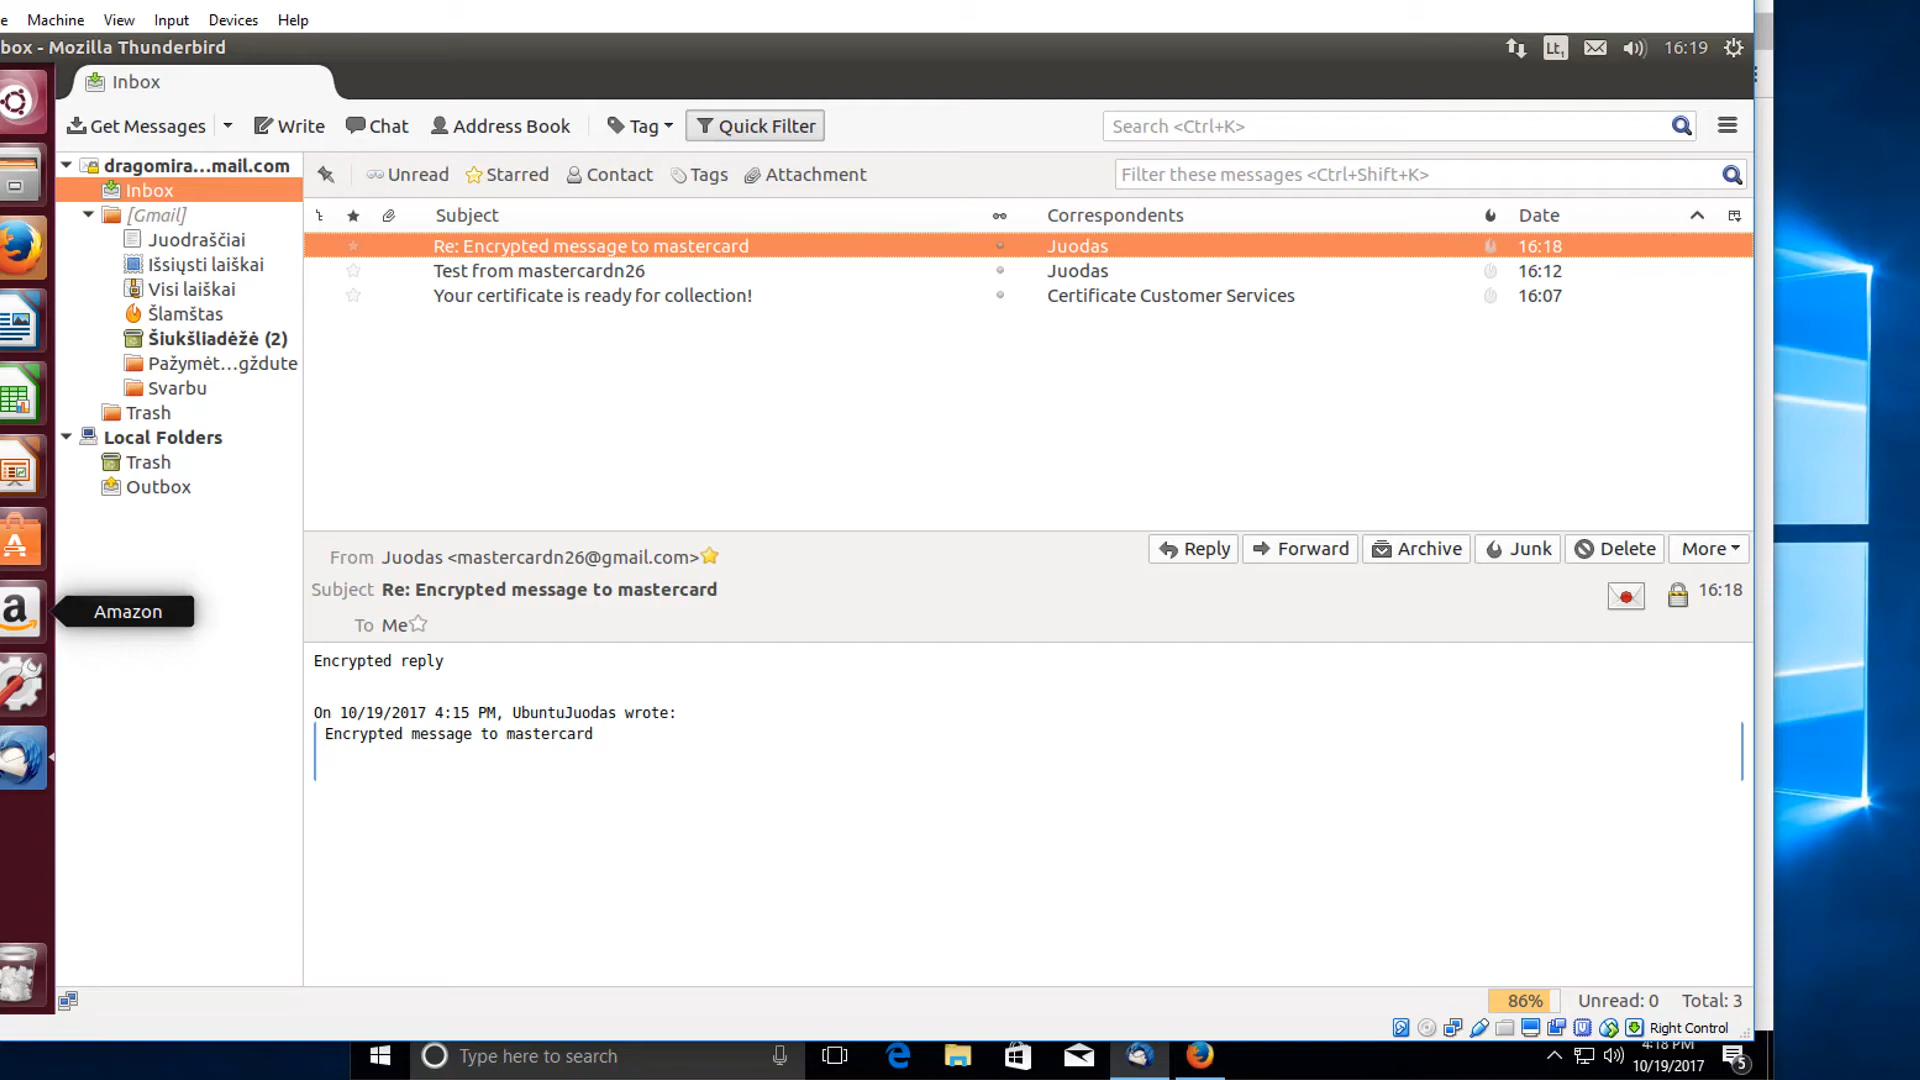 e Machine View Input Devices Help
box - Mozilla Thunderbird
Lt1 16:19
Inbox
Get Messages Write Chat Address Book Tag Quick Filter Search <Ctrl+K>
dragomira...mail.com
Unread Starred Contact Tags Attachment Filter these messages <Ctrl+Shift+K>
Inbox
[Gmail]
Juodraščiai
Išsiųsti laiškai
Visi laiškai
Šlamštas
Šiukšliadėžė (2)
Pažymėt...gždute
Svarbu
Trash
Local Folders
Trash
Outbox
Subject Correspondents Date
Re: Encrypted message to mastercard Juodas 16:18
Test from mastercardn26 Juodas 16:12
Your certificate is ready for collection! Certificate Customer Services 16:07
From Juodas <mastercardn26@gmail.com>
Reply Forward Archive Junk Delete More
Subject Re: Encrypted message to mastercard 16:18
To Me
Amazon
Encrypted reply
On 10/19/2017 4:15 PM, UbuntuJuodas wrote:
Encrypted message to mastercard
86% Unread: 0 Total: 3
Right Control
Type here to search
4:18 PM
10/19/2017
5